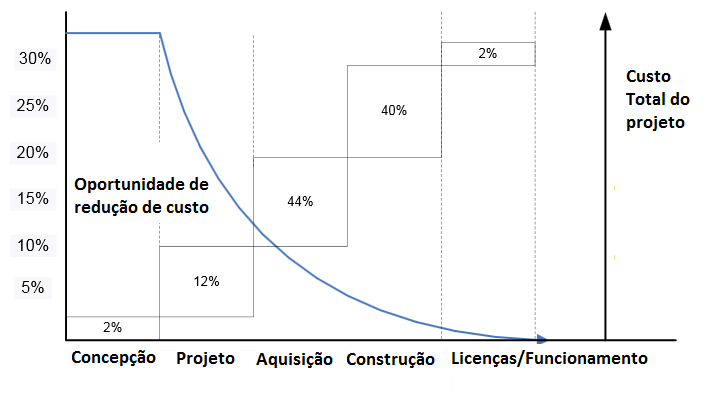 30%
25%
20%
15%
10%
5%
Oportunidade de
redução de custo
2%
12%
44%
40%
2%
Custo
Total do
projeto
Concepção
Projeto
Aquisição
Construção
Licenças/Funcionamento